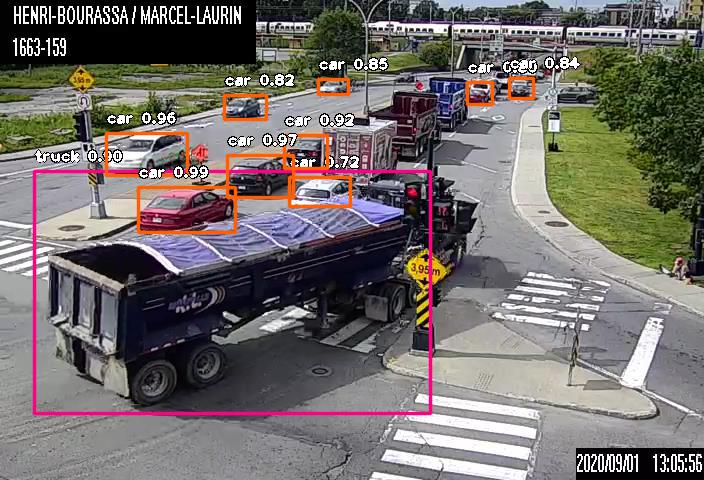 HENRI-BOURASSA / MARCEL-LAURIN
1663-159
car 0.85
car 0.84
car 0.82
car 0.96
car 0.92
car 0.97
truck 0.90
car 0.72
car 0.99
3,95m
2020/09/01 13:05:56